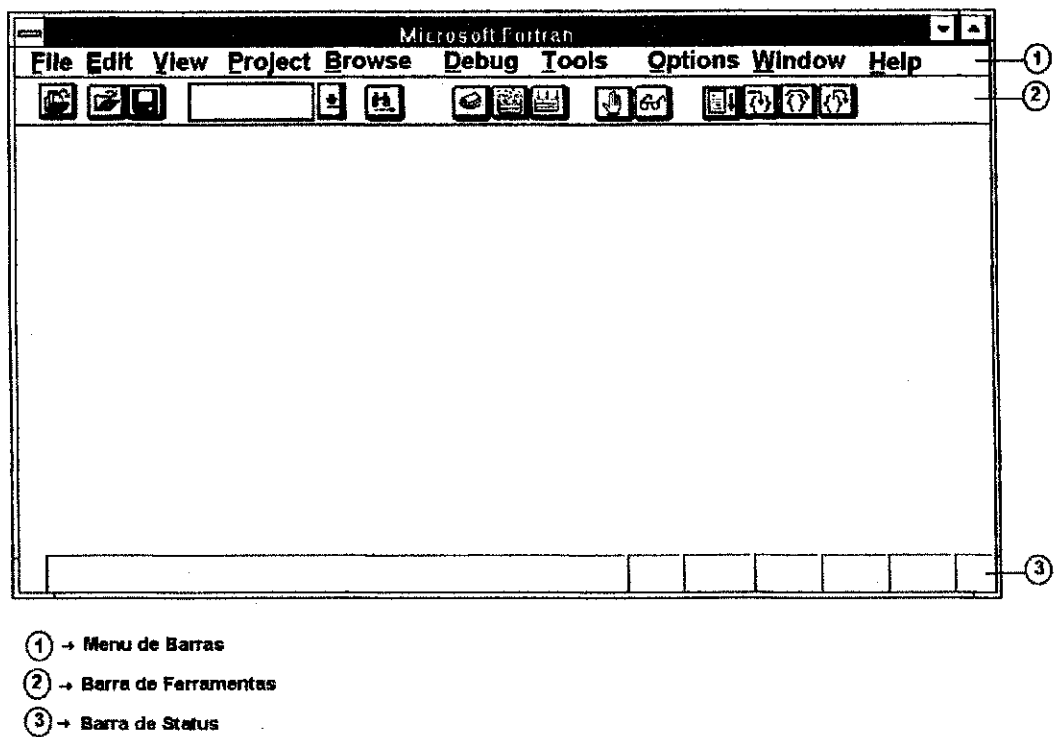 Microsoft Fortran
File Edit View Project Browse Debug Tools Options Window Help
1
2
3
1 → Menu de Barras
2 → Barra de Ferramentas
3 → Barra de Status